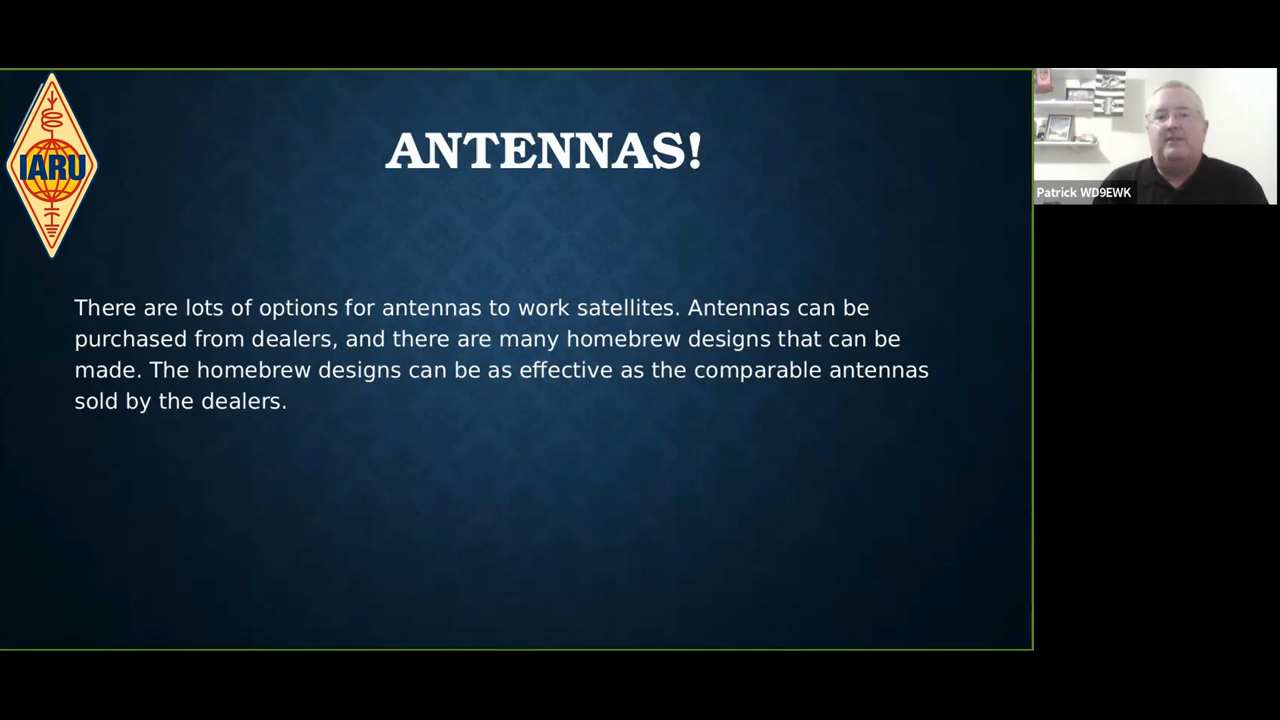 IARU
ANTENNAS!
There are lots of options for antennas to work satellites. Antennas can be
purchased from dealers, and there are many homebrew designs that can be
made. The homebrew designs can be as effective as the comparable antennas
sold by the dealers.
Patrick WD9EWK